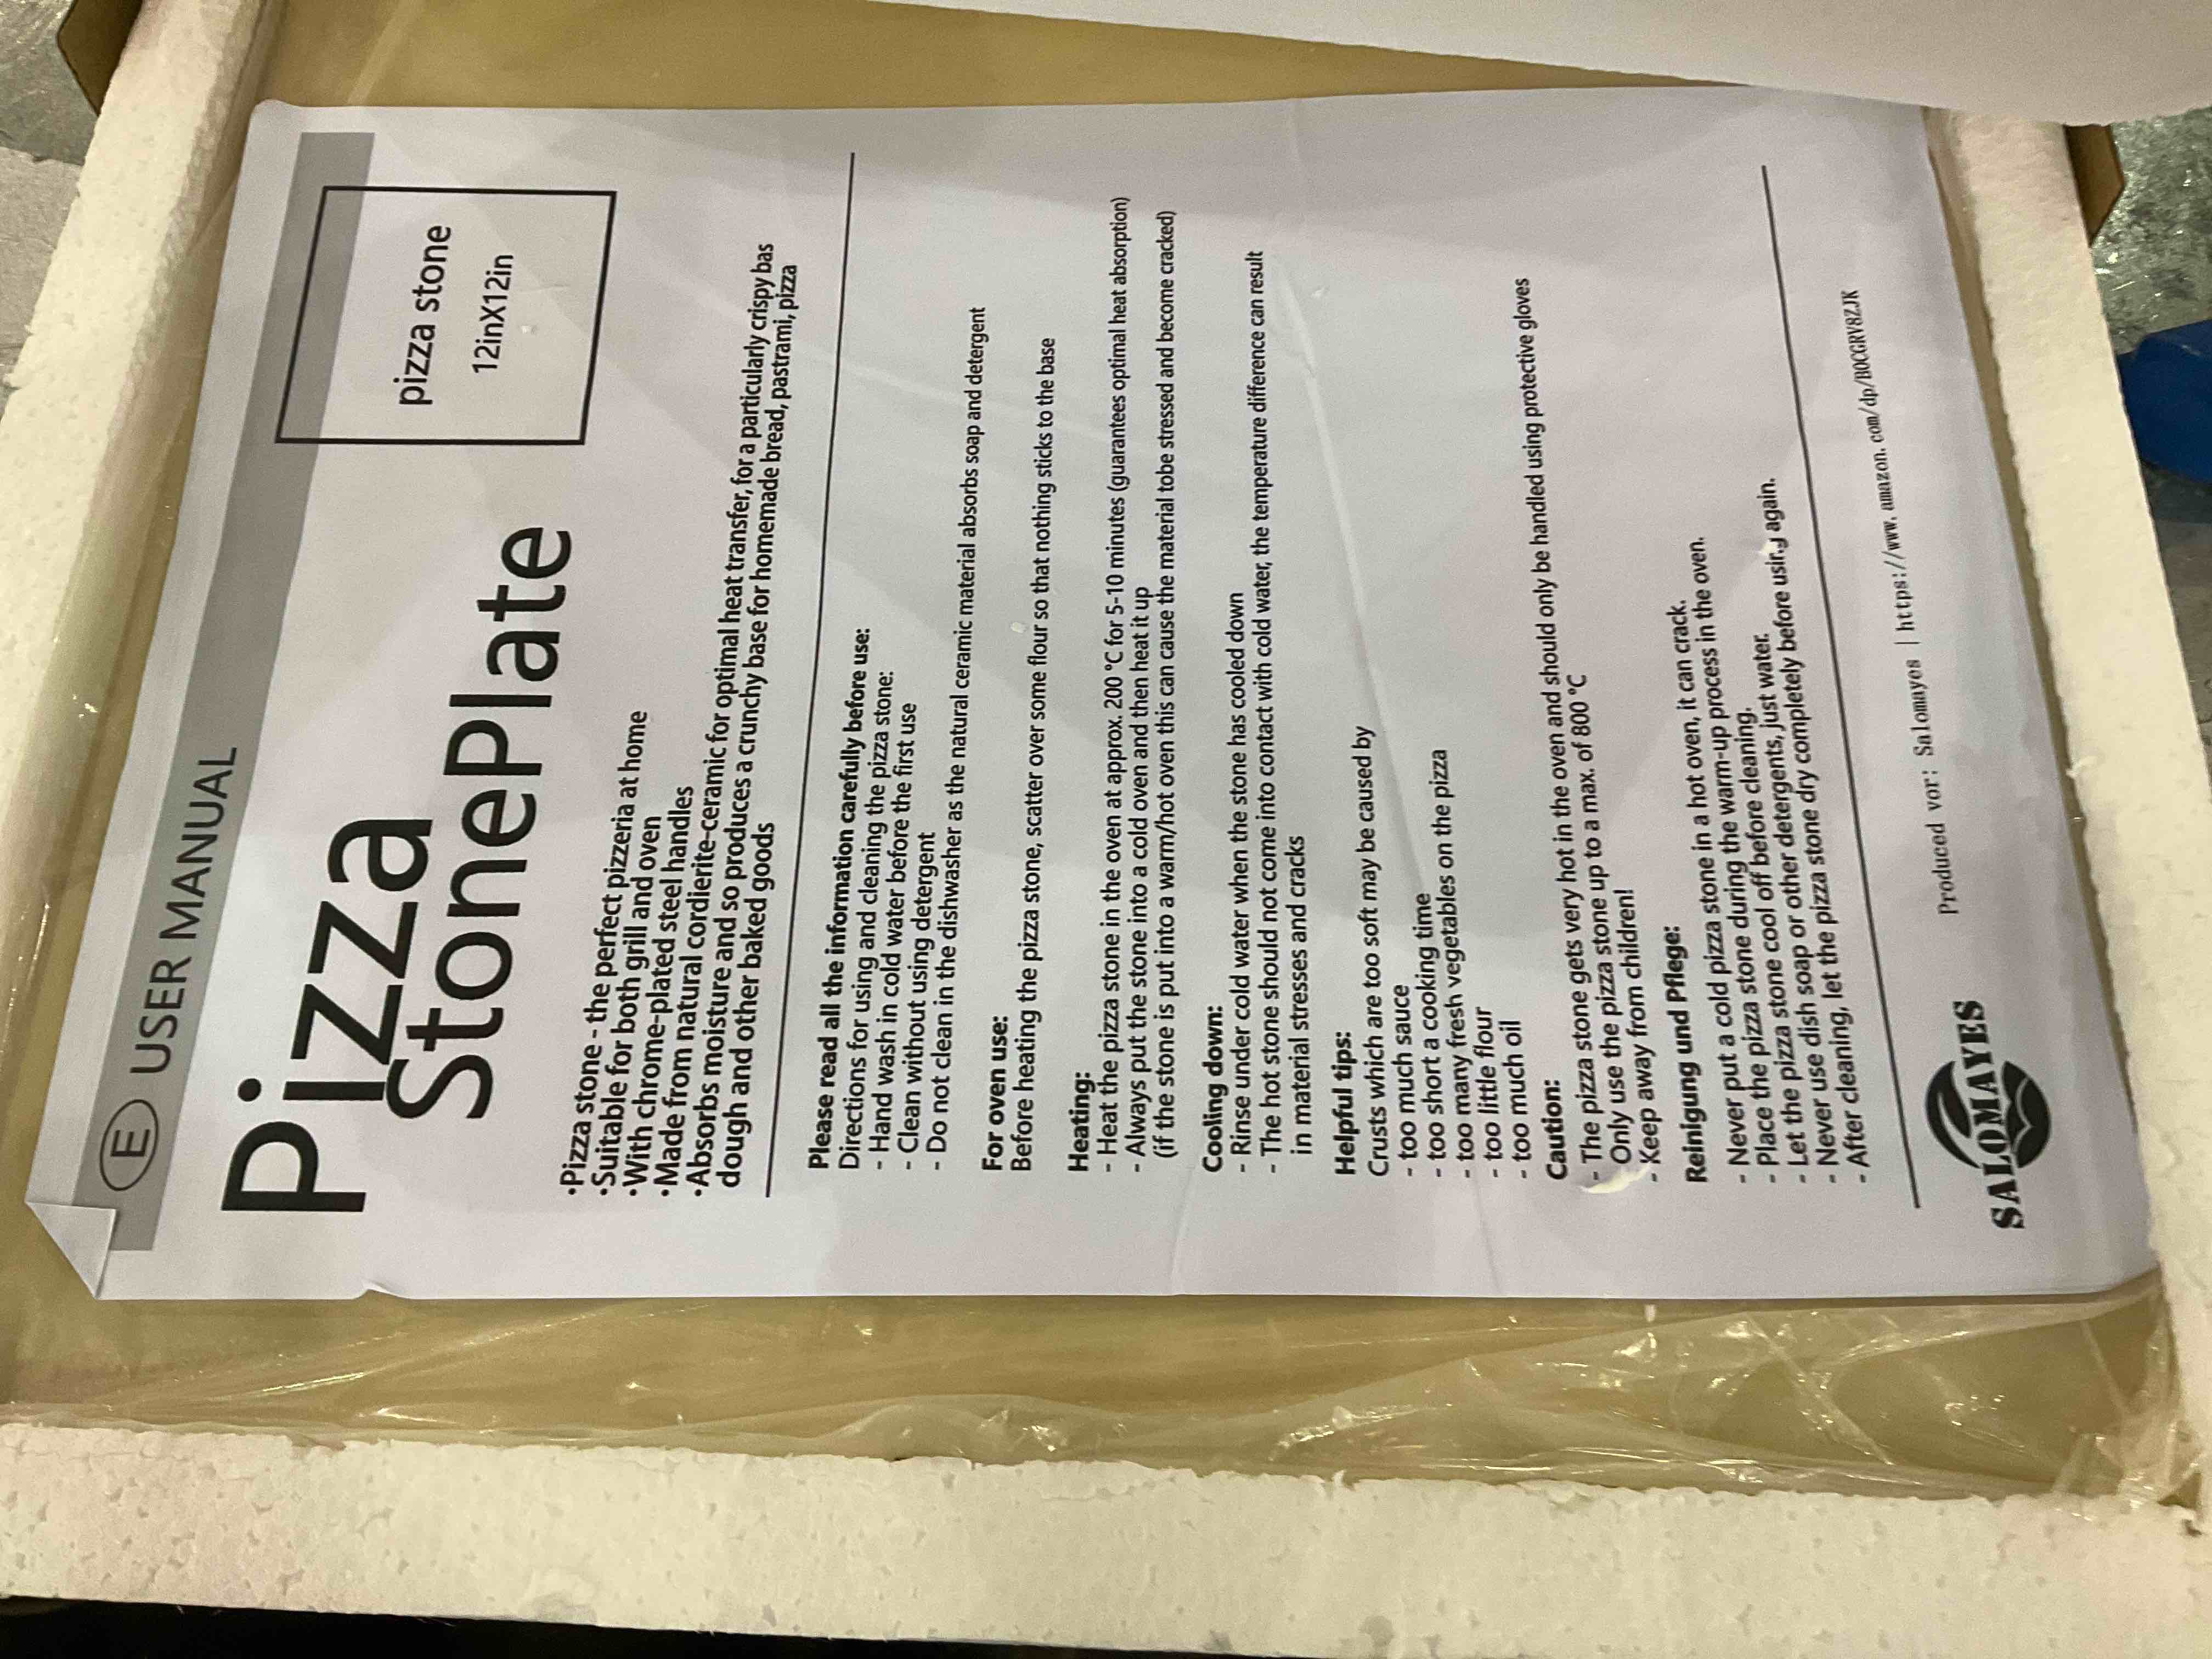 E USER MANUAL
Pizza
StonePlate
pizza stone
12inX12in
•Pizza stone - the perfect pizzeria at home
•Suitable for both grill and oven
•With chrome-plated steel handles
•Made from natural cordierite-ceramic for optimal heat transfer, for a particularly crispy bas
•Absorbs moisture and so produces a crunchy base for homemade bread, pastrami, pizza
dough and other baked goods
Please read all the information carefully before use:
Directions for using and cleaning the pizza stone:
- Hand wash in cold water before the first use
- Clean without using detergent
- Do not clean in the dishwasher as the natural ceramic material absorbs soap and detergent
For oven use:
Before heating the pizza stone, scatter over some flour so that nothing sticks to the base
Heating:
- Heat the pizza stone in the oven at approx. 200 °C for 5-10 minutes (guarantees optimal heat absorption)
- Always put the stone into a cold oven and then heat it up
(if the stone is put into a warm/hot oven this can cause the material tobe stressed and become cracked)
Cooling down:
- Rinse under cold water when the stone has cooled down
- The hot stone should not come into contact with cold water, the temperature difference can result
in material stresses and cracks
Helpful tips:
Crusts which are too soft may be caused by
- too much sauce
- too short a cooking time
- too many fresh vegetables on the pizza
- too little flour
- too much oil
Caution:
- The pizza stone gets very hot in the oven and should only be handled using protective gloves
Only use the pizza stone up to a max. of 800 °C
- Keep away from children!
Reinigung und Pflege:
- Never put a cold pizza stone in a hot oven, it can crack.
- Place the pizza stone during the warm-up process in the oven.
- Let the pizza stone cool off before cleaning.
- Never use dish soap or other detergents, just water.
- After cleaning, let the pizza stone dry completely before using again.
SALOMAYES
Produced vor: Salomayes | https://www.amazon.com/dp/B0CGRV8ZJK